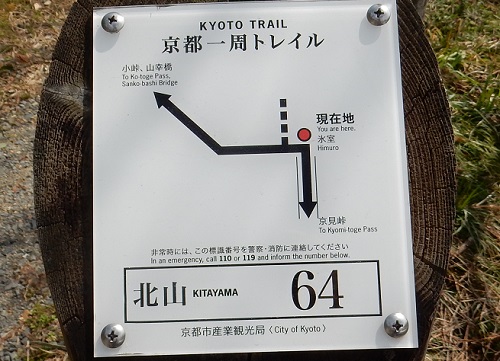 KYOTO TRAIL
京都一周トレイル
小峠、山幸橋
To Ko-toge Pass,
Sanko bashi Bridge
現在地
You are here.
氷室
Himuro
京見峠
To Kyomi-toge Pass
非常時には、この標識番号を警察・消防に連絡してください
In an emergency, call 110 or 119 and inform the number below.
北山 KITAYAMA 64
京都市産業観光局〈City of Kyoto〉